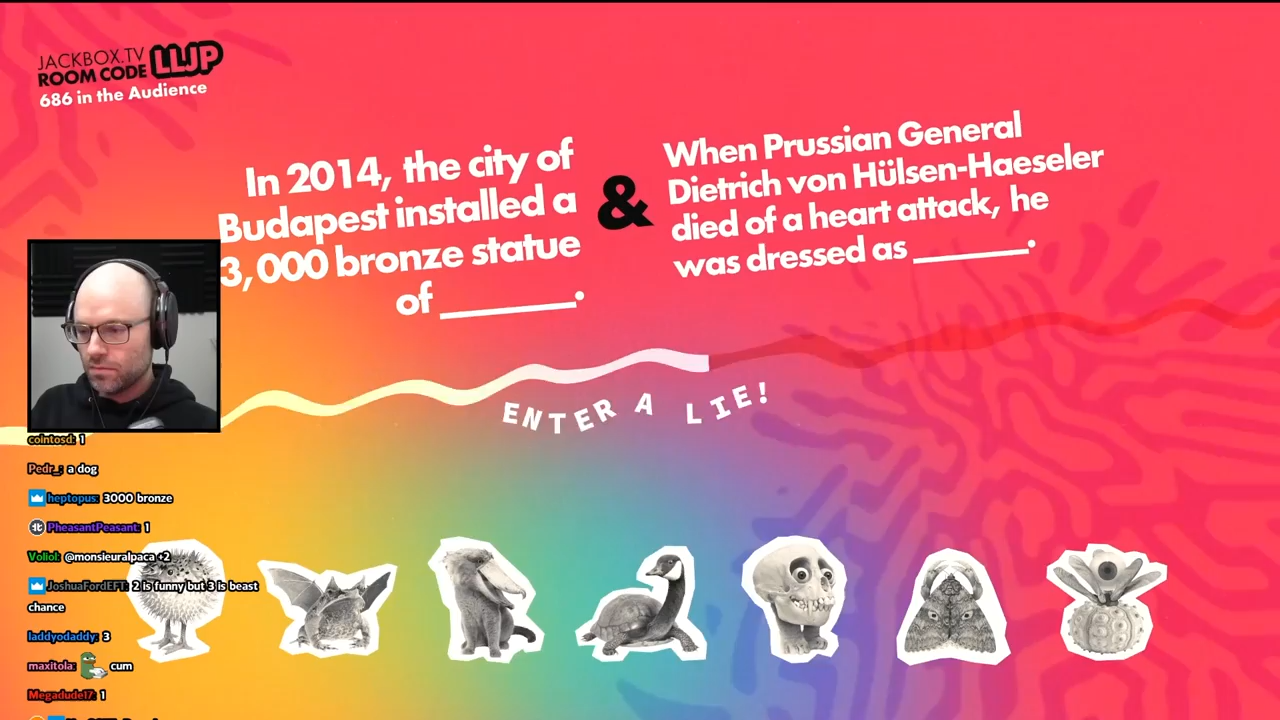 JACKBOX.TV
ROOM CODE LLJP
686 in the Audience
In 2014, the city of
Budapest installed a
3,000 bronze statue
of ______.
&
When Prussian General
Dietrich von Hülsen-Haeseler
died of a heart attack, he
was dressed as ______.
ENTER A LIE!
cointosd: 1
Pedr_: a dog
heptopus: 3000 bronze
PheasantPeasant: 1
Voliol: @monsieuralpaca +2
JoshuaFordEFT: 2 is funny but 3 is beast
chance
laddyodaddy: 3
maxitola: cum
Megadude17: 1